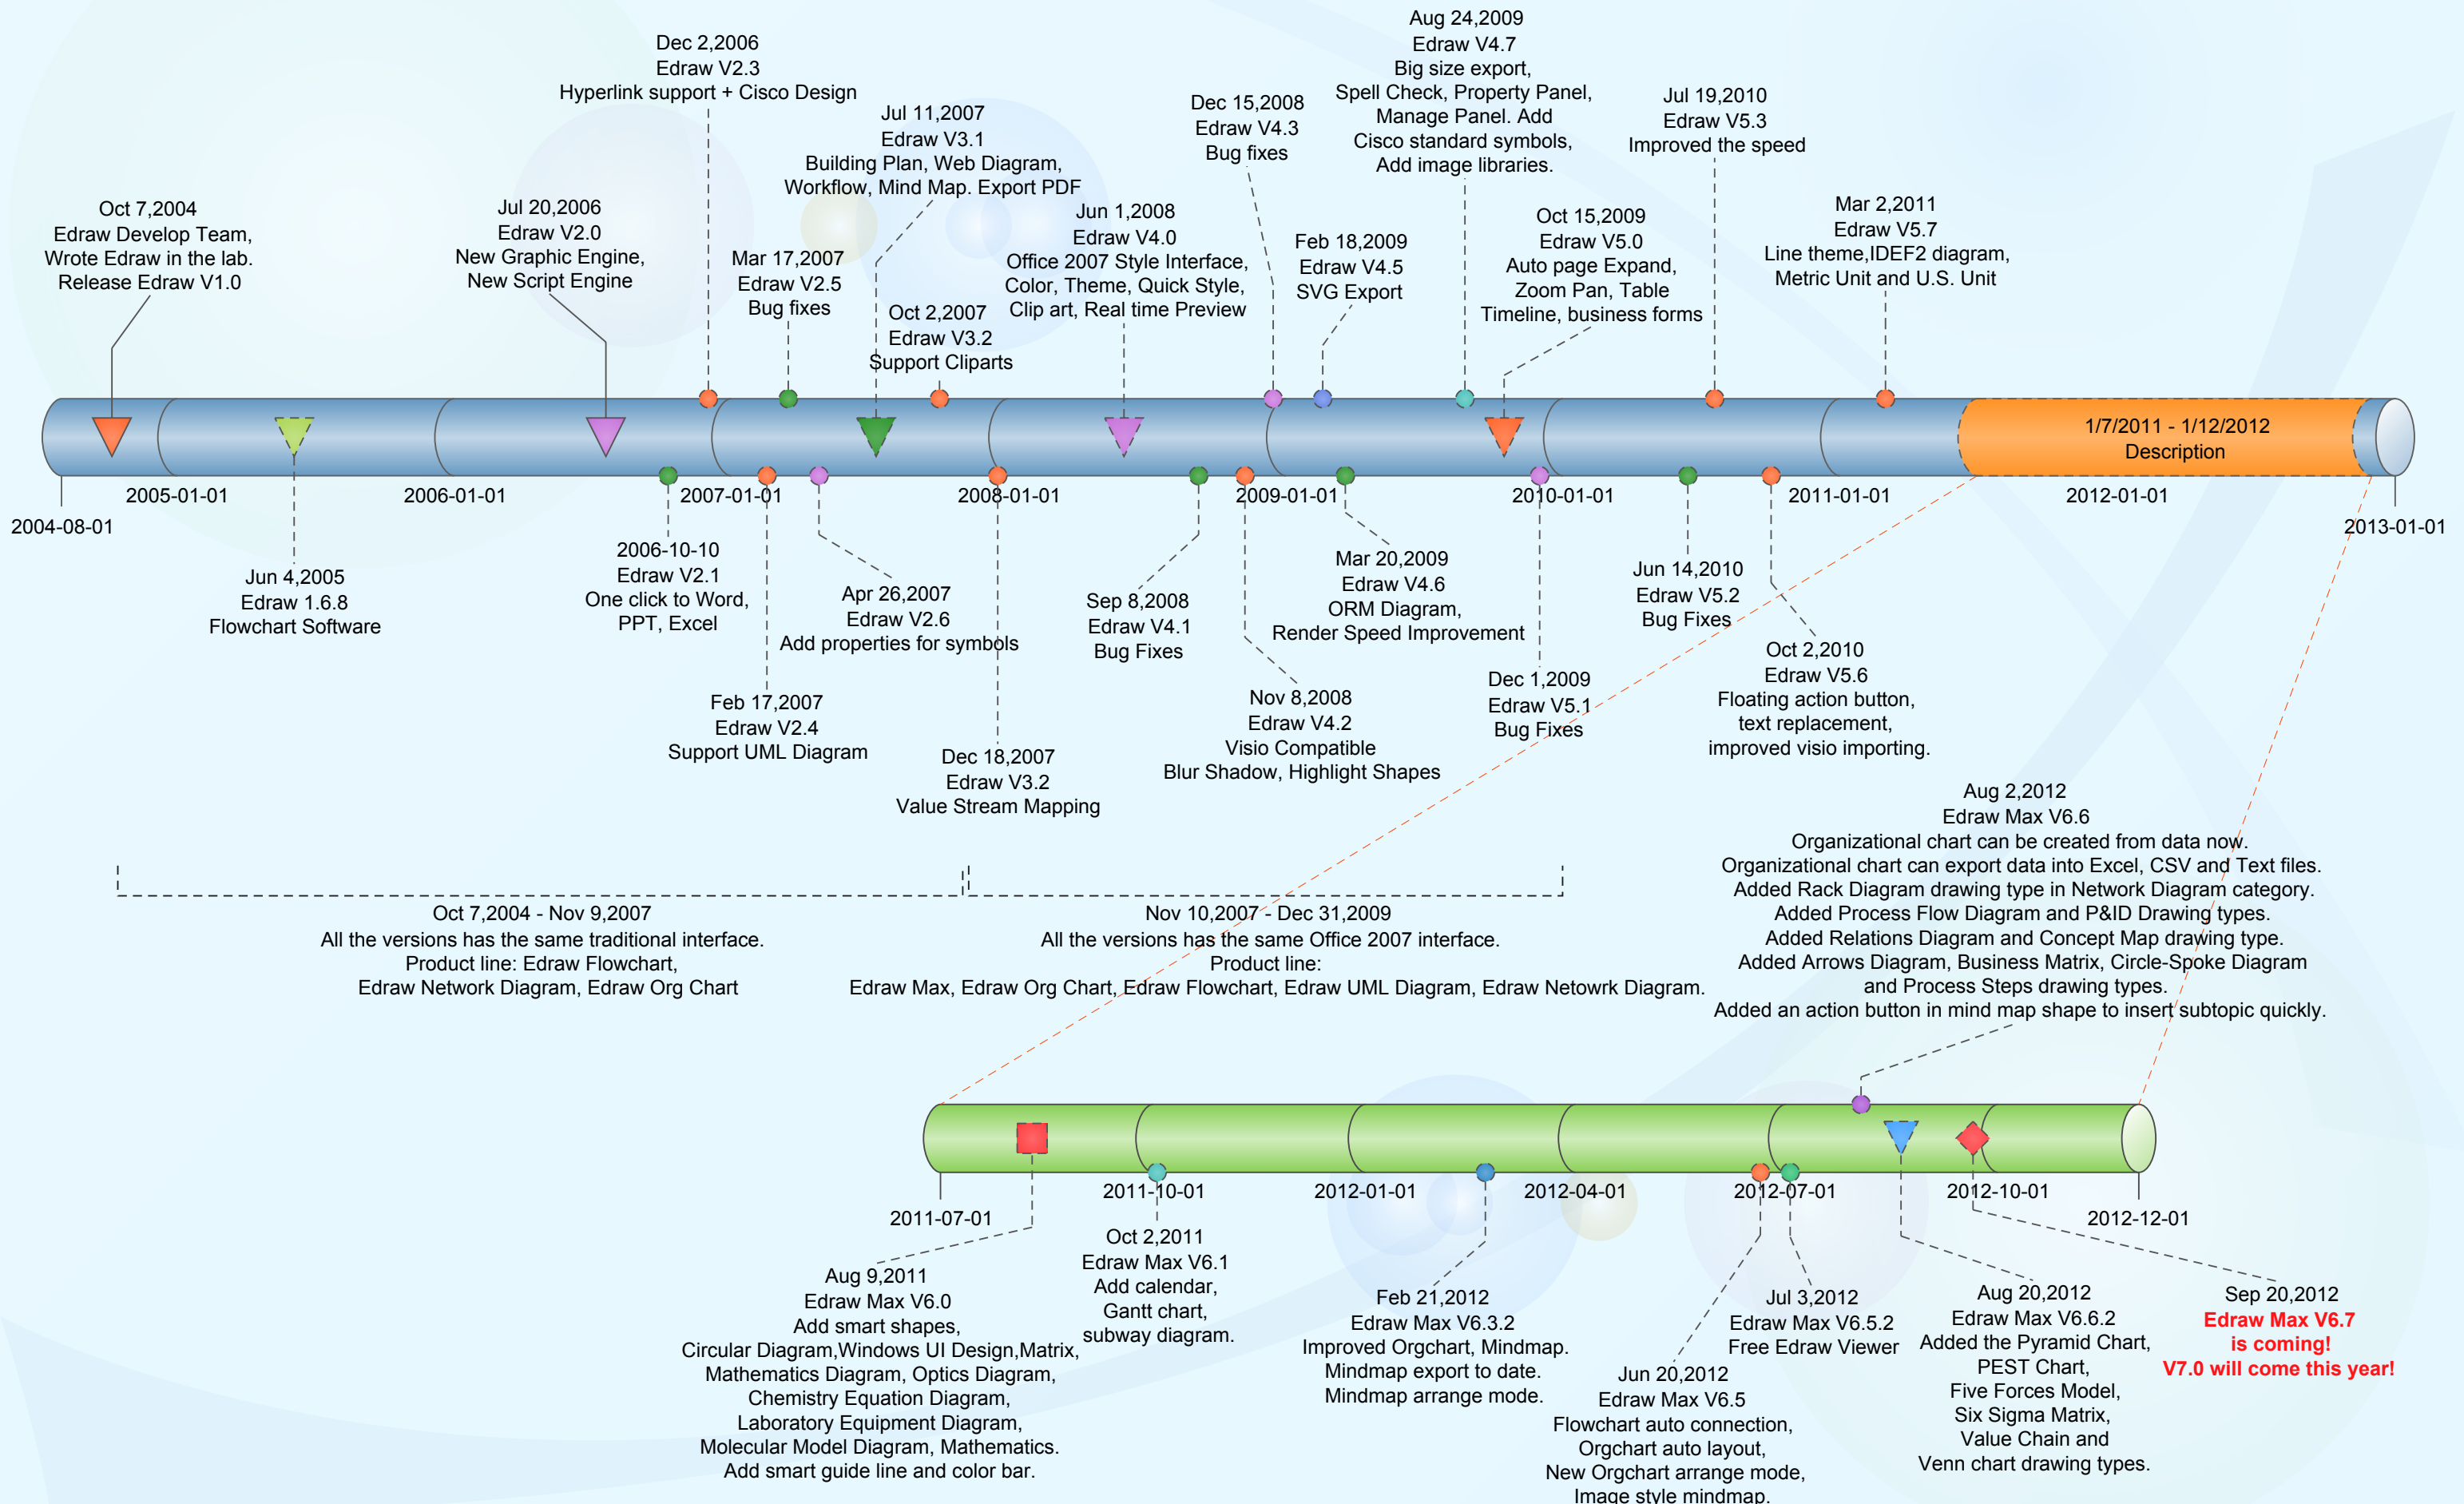 Oct 7,2004
Edraw Develop Team,
Wrote Edraw in the lab.
Release Edraw V1.0
Jul 20,2006
Edraw V2.0
New Graphic Engine,
New Script Engine
Dec 2,2006
Edraw V2.3
Hyperlink support + Cisco Design
Mar 17,2007
Edraw V2.5
Bug fixes
Jul 11,2007
Edraw V3.1
Building Plan, Web Diagram,
Workflow, Mind Map. Export PDF
Oct 2,2007
Edraw V3.2
Support Cliparts
Jun 1,2008
Edraw V4.0
Office 2007 Style Interface,
Color, Theme, Quick Style,
Clip art, Real time Preview
Dec 15,2008
Edraw V4.3
Bug fixes
Feb 18,2009
Edraw V4.5
SVG Export
Aug 24,2009
Edraw V4.7
Big size export,
Spell Check, Property Panel,
Manage Panel. Add
Cisco standard symbols,
Add image libraries.
Oct 15,2009
Edraw V5.0
Auto page Expand,
Zoom Pan, Table
Timeline, business forms
Jul 19,2010
Edraw V5.3
Improved the speed
Mar 2,2011
Edraw V5.7
Line theme,IDEF2 diagram,
Metric Unit and U.S. Unit
1/7/2011 - 1/12/2012
Description
2004-08-01
2005-01-01
2006-01-01
2007-01-01
2008-01-01
2009-01-01
2010-01-01
2011-01-01
2012-01-01
2013-01-01
Jun 4,2005
Edraw 1.6.8
Flowchart Software
2006-10-10
Edraw V2.1
One click to Word,
PPT, Excel
Feb 17,2007
Edraw V2.4
Support UML Diagram
Apr 26,2007
Edraw V2.6
Add properties for symbols
Dec 18,2007
Edraw V3.2
Value Stream Mapping
Sep 8,2008
Edraw V4.1
Bug Fixes
Nov 8,2008
Edraw V4.2
Visio Compatible
Blur Shadow, Highlight Shapes
Mar 20,2009
Edraw V4.6
ORM Diagram,
Render Speed Improvement
Dec 1,2009
Edraw V5.1
Bug Fixes
Jun 14,2010
Edraw V5.2
Bug Fixes
Oct 2,2010
Edraw V5.6
Floating action button,
text replacement,
improved visio importing.
Oct 7,2004 - Nov 9,2007
All the versions has the same traditional interface.
Product line: Edraw Flowchart,
Edraw Network Diagram, Edraw Org Chart
Nov 10,2007 - Dec 31,2009
All the versions has the same Office 2007 interface.
Product line:
Edraw Max, Edraw Org Chart, Edraw Flowchart, Edraw UML Diagram, Edraw Netowrk Diagram.
Aug 2,2012
Edraw Max V6.6
Organizational chart can be created from data now.
Organizational chart can export data into Excel, CSV and Text files.
Added Rack Diagram drawing type in Network Diagram category.
Added Process Flow Diagram and P&ID Drawing types.
Added Relations Diagram and Concept Map drawing type.
Added Arrows Diagram, Business Matrix, Circle-Spoke Diagram
and Process Steps drawing types.
Added an action button in mind map shape to insert subtopic quickly.
2011-07-01
2011-10-01
2012-01-01
2012-04-01
2012-07-01
2012-10-01
2012-12-01
Aug 9,2011
Edraw Max V6.0
Add smart shapes,
Circular Diagram,Windows UI Design,Matrix,
Mathematics Diagram, Optics Diagram,
Chemistry Equation Diagram,
Laboratory Equipment Diagram,
Molecular Model Diagram, Mathematics.
Add smart guide line and color bar.
Oct 2,2011
Edraw Max V6.1
Add calendar,
Gantt chart,
subway diagram.
Feb 21,2012
Edraw Max V6.3.2
Improved Orgchart, Mindmap.
Mindmap export to date.
Mindmap arrange mode.
Jun 20,2012
Edraw Max V6.5
Flowchart auto connection,
Orgchart auto layout,
New Orgchart arrange mode,
Image style mindmap.
Jul 3,2012
Edraw Max V6.5.2
Free Edraw Viewer
Aug 20,2012
Edraw Max V6.6.2
Added the Pyramid Chart,
PEST Chart,
Five Forces Model,
Six Sigma Matrix,
Value Chain and
Venn chart drawing types.
Sep 20,2012
Edraw Max V6.7
is coming!
V7.0 will come this year!